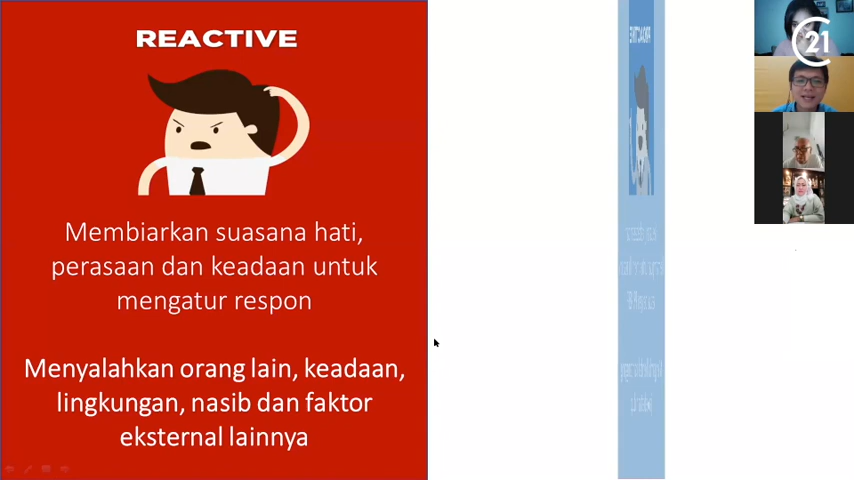 REACTIVE
Membiarkan suasana hati,
perasaan dan keadaan untuk
mengatur respon
Menyalahkan orang lain, keadaan,
lingkungan, nasib dan faktor
eksternal lainnya
C21